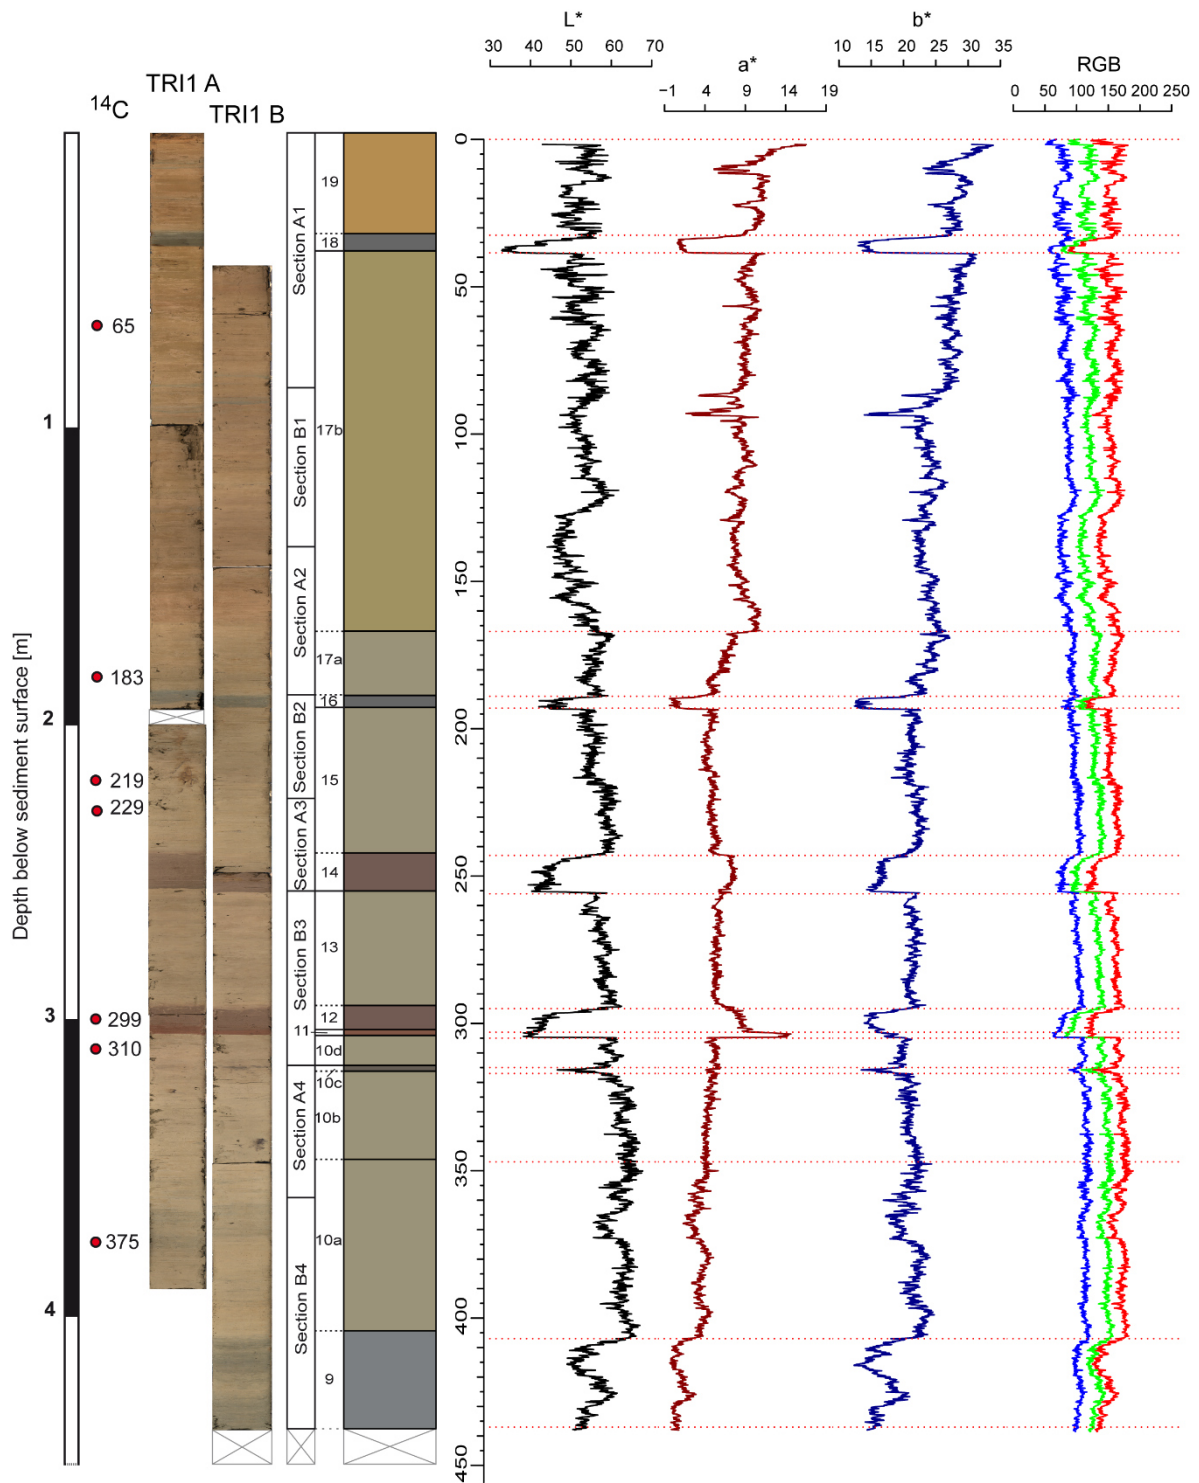 L*
30 40 50 60 70
b*
10 15 20 25 30 35
a*
−1 4 9 14 19
RGB
0 50 100 150 200 250
TRI1 A
14C
TRI1 B
Depth below sediment surface [m]
1
2
3
4
65
183
219
229
299
310
375
Section A1
Section B1
Section A2
Section B2
Section A3
Section B3
Section A4
Section B4
19
18
17b
17a
16
15
14
13
12
11
10d
10c
10b
10a
9
0
50
100
150
200
250
300
350
400
450